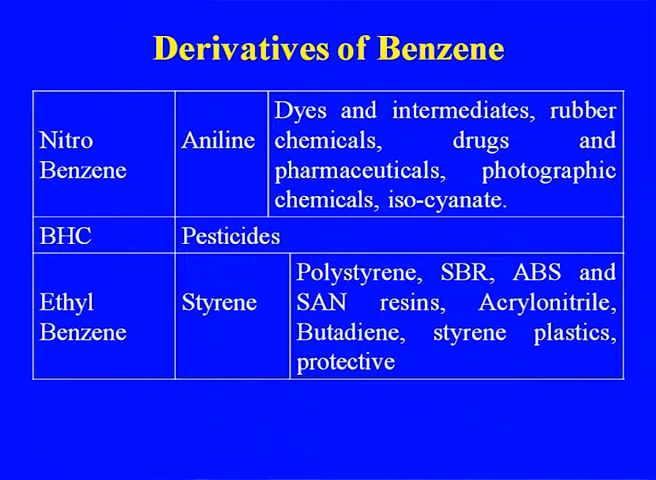 Derivatives of Benzene
Nitro
Benzene
Aniline
Dyes and intermediates, rubber
chemicals, drugs and
pharmaceuticals, photographic
chemicals, iso-cyanate.
BHC
Pesticides
Ethyl
Benzene
Styrene
Polystyrene, SBR, ABS and
SAN resins, Acrylonitrile,
Butadiene, styrene plastics,
protective